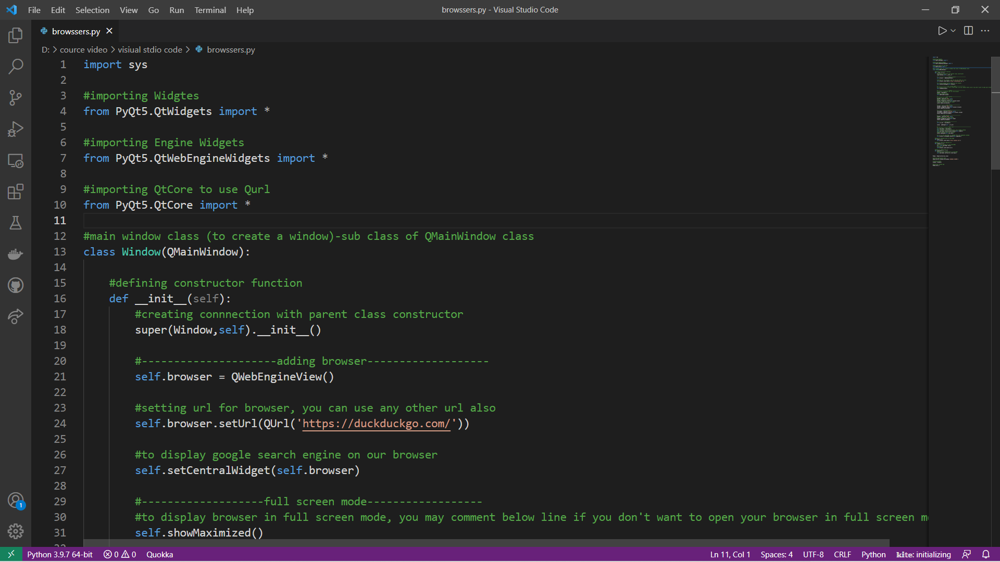 File Edit Selection View Go Run Terminal Help
browssers.py - Visual Studio Code
browssers.py
D: > cource video > visiual stdio code > browssers.py
1 import sys
2
3 #importing Widgtes
4 from PyQt5.QtWidgets import *
5
6 #importing Engine Widgets
7 from PyQt5.QtWebEngineWidgets import *
8
9 #importing QtCore to use Qurl
10 from PyQt5.QtCore import *
11
12 #main window class (to create a window)-sub class of QMainWindow class
13 class Window(QMainWindow):
14
15 #defining constructor function
16 def __init__(self):
17 #creating connnection with parent class constructor
18 super(Window,self).__init__()
19
20 #---------------------adding browser-------------------
21 self.browser = QWebEngineView()
22
23 #setting url for browser, you can use any other url also
24 self.browser.setUrl(QUrl('https://duckduckgo.com/'))
25
26 #to display google search engine on our browser
27 self.setCentralWidget(self.browser)
28
29 #-------------------full screen mode------------------
30 #to display browser in full screen mode, you may comment below line if you don't want to open your browser in full screen m
31 self.showMaximized()
1
Python 3.9.7 64-bit 0 0 Quokka Ln 11, Col 1 Spaces: 4 UTF-8 CRLF Python kite: initializing